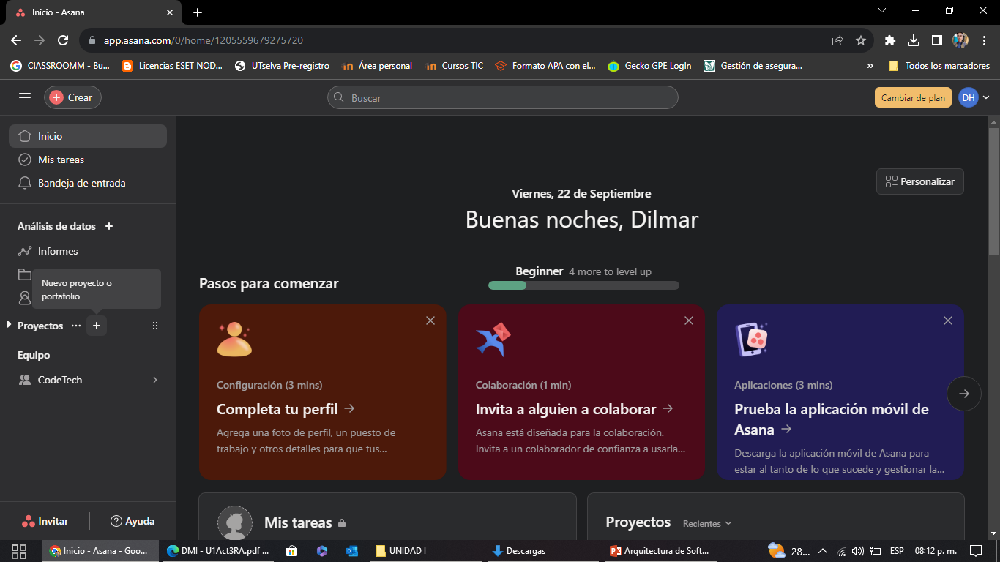 Inicio - Asana
app.asana.com/0/home/1205559679275720
ClASSROOMM - Bu...
Licencias ESET NOD...
UTselva Pre-registro
Área personal
Cursos TIC
Formato APA con el...
Gecko GPE LogIn
Gestión de asegura...
»
Todos los marcadores
Crear
Buscar
Cambiar de plan
DH
Inicio
Mis tareas
Bandeja de entrada
Análisis de datos +
Informes
Nuevo proyecto o
portafolio
Proyectos ... +
Equipo
CodeTech
Invitar
Ayuda
Personalizar
Viernes, 22 de Septiembre
Buenas noches, Dilmar
Pasos para comenzar
Beginner 4 more to level up
Configuración (3 mins)
Completa tu perfil →
Agrega una foto de perfil, un puesto de
trabajo y otros detalles para que tus...
Colaboración (1 min)
Invita a alguien a colaborar →
Asana está diseñada para la colaboración.
Invita a un colaborador de confianza a usarla...
Aplicaciones (3 mins)
Prueba la aplicación móvil de
Asana →
Descarga la aplicación móvil de Asana para
estar al tanto de lo que sucede y gestionar la...
Mis tareas
Proyectos Recientes
Inicio - Asana - Goo...
DMI - U1Act3RA.pdf ...
UNIDAD I
Descargas
Arquitectura de Soft...
28...
ESP
08:12 p. m.